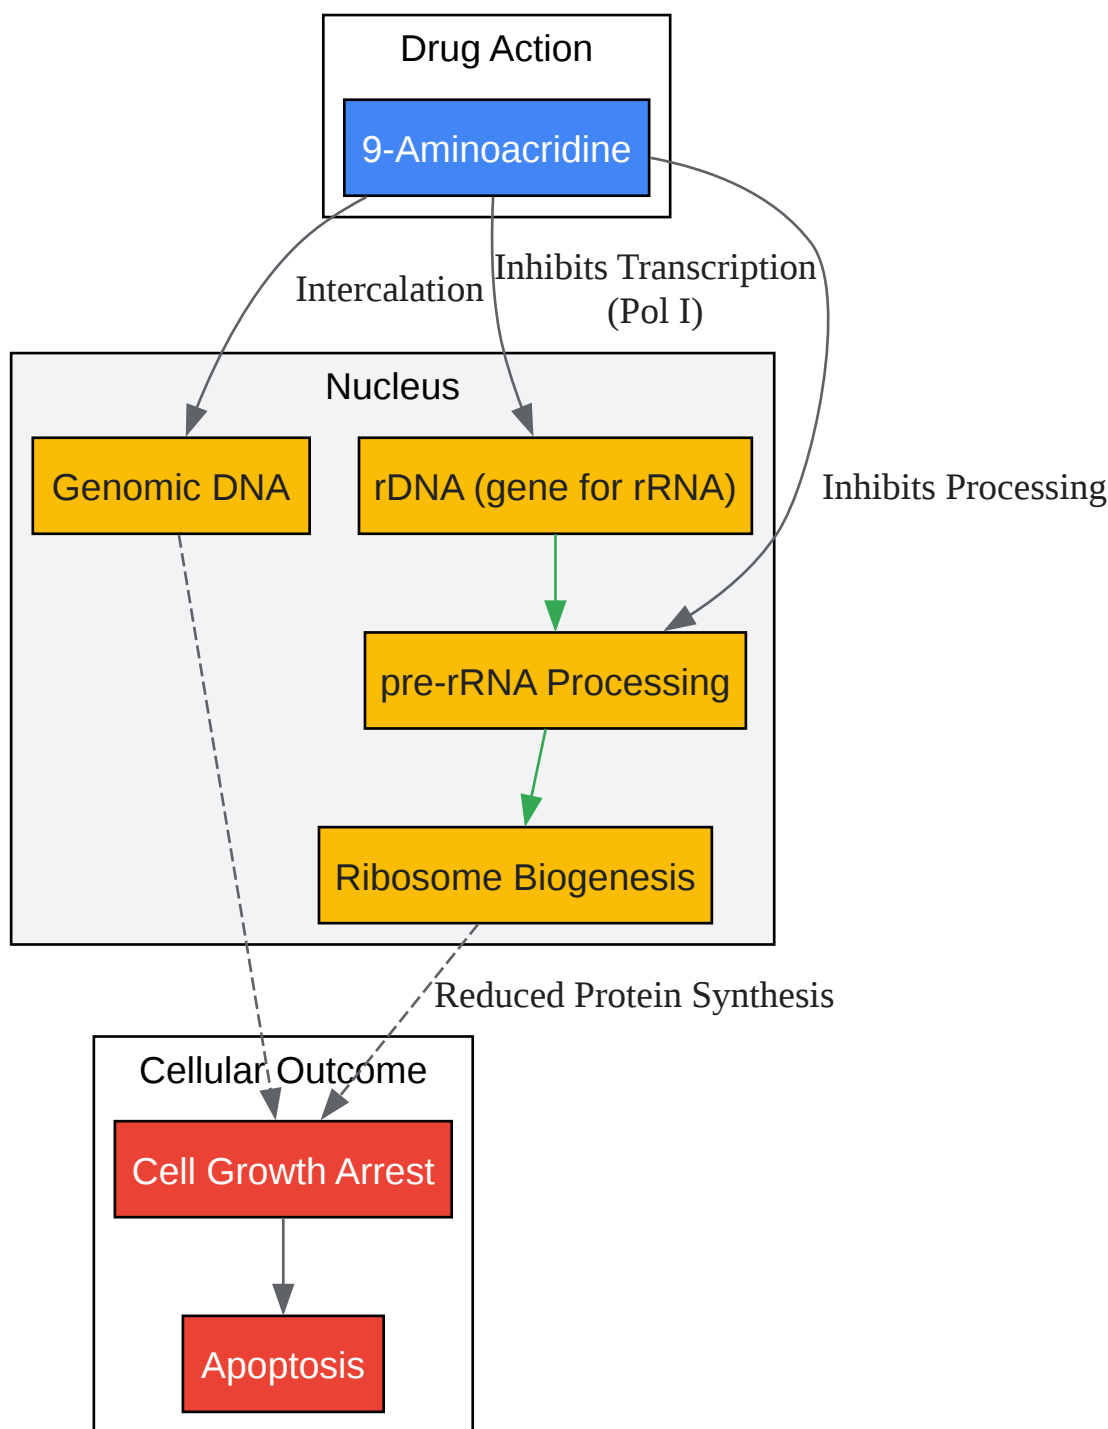 Drug Action
9-Aminoacridine
Intercalation
Inhibits Transcription
(Pol I)
Nucleus
Genomic DNA
rDNA (gene for rRNA)
Inhibits Processing
pre-rRNA Processing
Ribosome Biogenesis
Reduced Protein Synthesis
Cellular Outcome
Cell Growth Arrest
Apoptosis